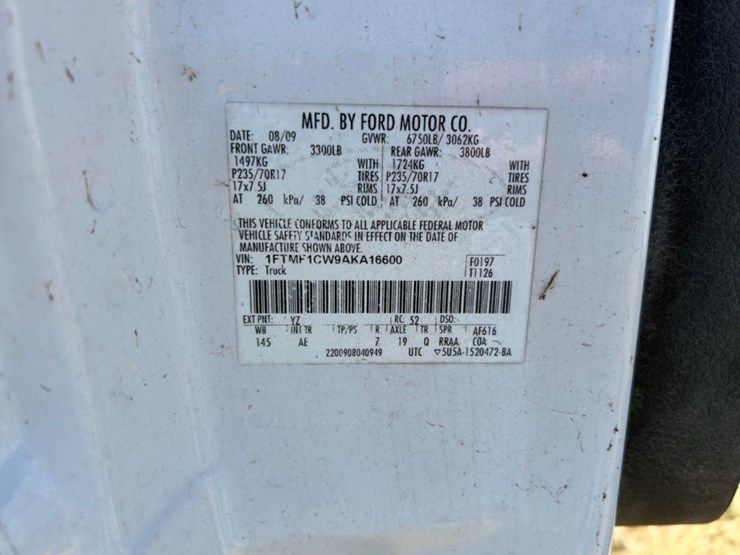 MFD. BY FORD MOTOR CO.
DATE: 08/09 GVWR: 6750LB/ 3062KG
FRONT GAWR: 3300LB REAR GAWR: 3800LB
1497KG WITH 1724KG WITH
P235/70R17 TIRES P235/70R17 TIRES
17x7.5J RIMS 17x7.5J RIMS
AT 260 kPa/ 38 PSI COLD AT 260 kPa/ 38 PSI COLD
THIS VEHICLE CONFORMS TO ALL APPLICABLE FEDERAL MOTOR
VEHICLE SAFETY STANDARDS IN EFFECT ON THE DATE OF
MANUFACTURE SHOWN ABOVE.
VIN: 1FTMF1CW9AKA16600 F0197
TYPE: Truck T1126
EXT PNT: YZ RC: 52 DSO:
WB INT TR TP/PS R AXLE TR SPR AF616
145 AE 7 19 Q RRAA COA
2200908040949 UTC ▽5U5A-1520472-BA